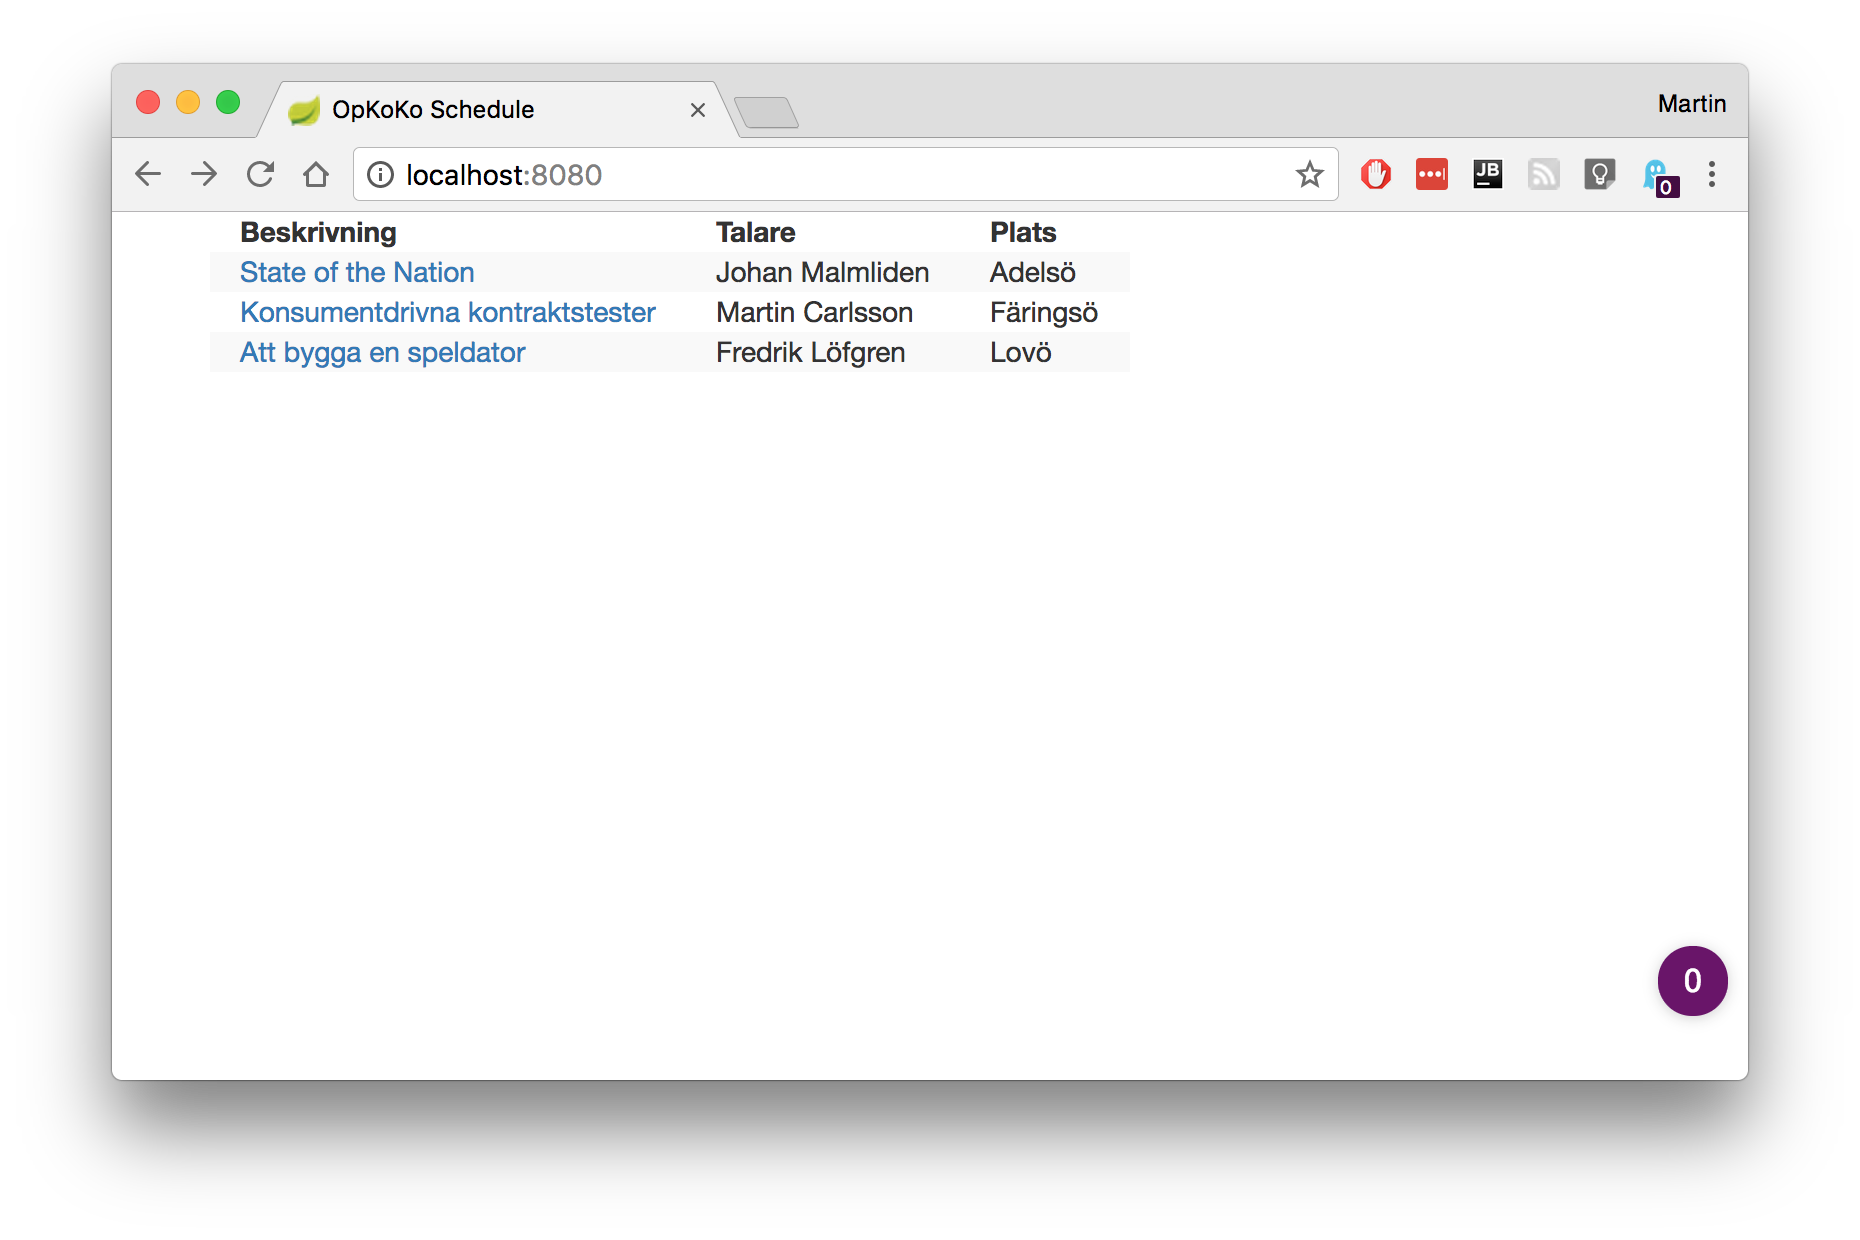 OpKoKo Schedule
Martin
localhost:8080
JB
0
Beskrivning Talare Plats
State of the Nation Johan Malmliden Adelsö
Konsumentdrivna kontraktstester Martin Carlsson Färingsö
Att bygga en speldator Fredrik Löfgren Lovö
0